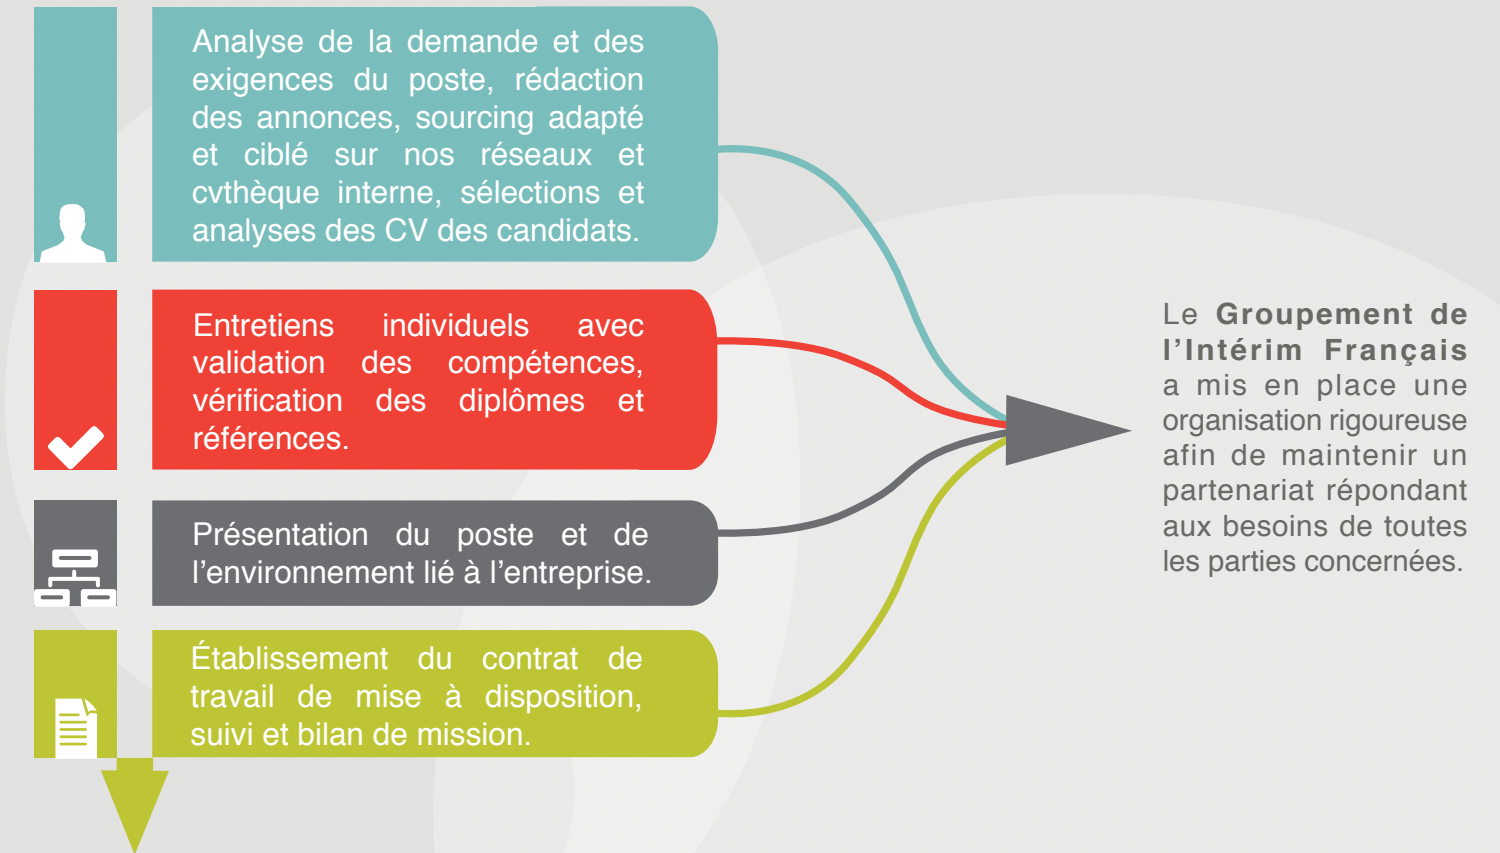 Analyse de la demande et des
exigences du poste, rédaction
des annonces, sourcing adapté
et ciblé sur nos réseaux et
cvthèque interne, sélections et
analyses des CV des candidats.
Entretiens individuels avec
validation des compétences,
vérification des diplômes et
références.
Présentation du poste et de
l’environnement lié à l’entreprise.
Établissement du contrat de
travail de mise à disposition,
suivi et bilan de mission.
Le Groupement de
l’Intérim Français
a mis en place une
organisation rigoureuse
afin de maintenir un
partenariat répondant
aux besoins de toutes
les parties concernées.